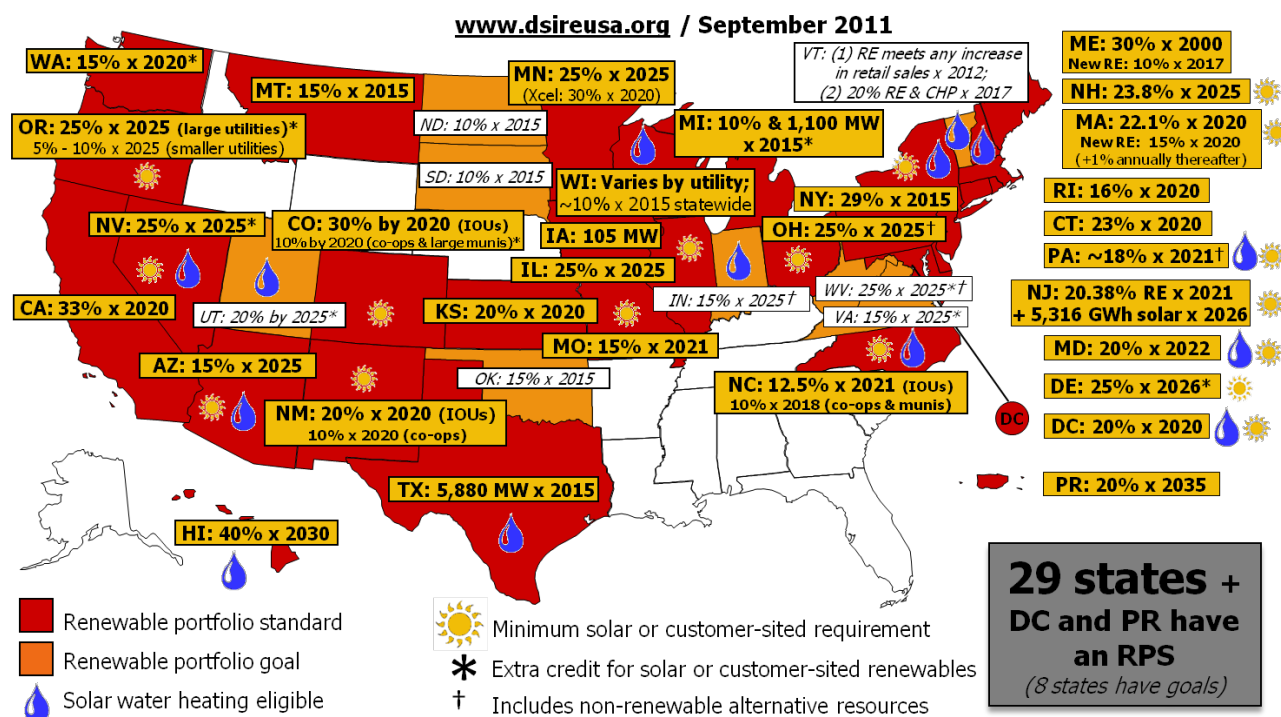 www.dsireusa.org / September 2011
WA: 15% x 2020*
MT: 15% x 2015
MN: 25% x 2025
(Xcel: 30% x 2020)
VT: (1) RE meets any increase
in retail sales x 2012;
(2) 20% RE & CHP x 2017
ME: 30% x 2000
New RE: 10% x 2017
NH: 23.8% x 2025
OR: 25% x 2025 (large utilities)*
5% - 10% x 2025 (smaller utilities)
ND: 10% x 2015
MI: 10% & 1,100 MW
x 2015*
MA: 22.1% x 2020
New RE: 15% x 2020
(+1% annually thereafter)
SD: 10% x 2015
WI: Varies by utility;
~10% x 2015 statewide
NY: 29% x 2015
RI: 16% x 2020
NV: 25% x 2025*
CO: 30% by 2020 (IOUs)
10% by 2020 (co-ops & large munis)*
IA: 105 MW
OH: 25% x 2025†
CT: 23% x 2020
PA: ~18% x 2021†
IL: 25% x 2025
CA: 33% x 2020
UT: 20% by 2025*
KS: 20% x 2020
IN: 15% x 2025†
WV: 25% x 2025*†
VA: 15% x 2025*
NJ: 20.38% RE x 2021
+ 5,316 GWh solar x 2026
MO: 15% x 2021
MD: 20% x 2022
AZ: 15% x 2025
OK: 15% x 2015
NC: 12.5% x 2021 (IOUs)
10% x 2018 (co-ops & munis)
DE: 25% x 2026*
NM: 20% x 2020 (IOUs)
10% x 2020 (co-ops)
DC
DC: 20% x 2020
TX: 5,880 MW x 2015
PR: 20% x 2035
HI: 40% x 2030
29 states +
DC and PR have
an RPS
(8 states have goals)
Renewable portfolio standard
Renewable portfolio goal
Solar water heating eligible
Minimum solar or customer-sited requirement
* Extra credit for solar or customer-sited renewables
† Includes non-renewable alternative resources